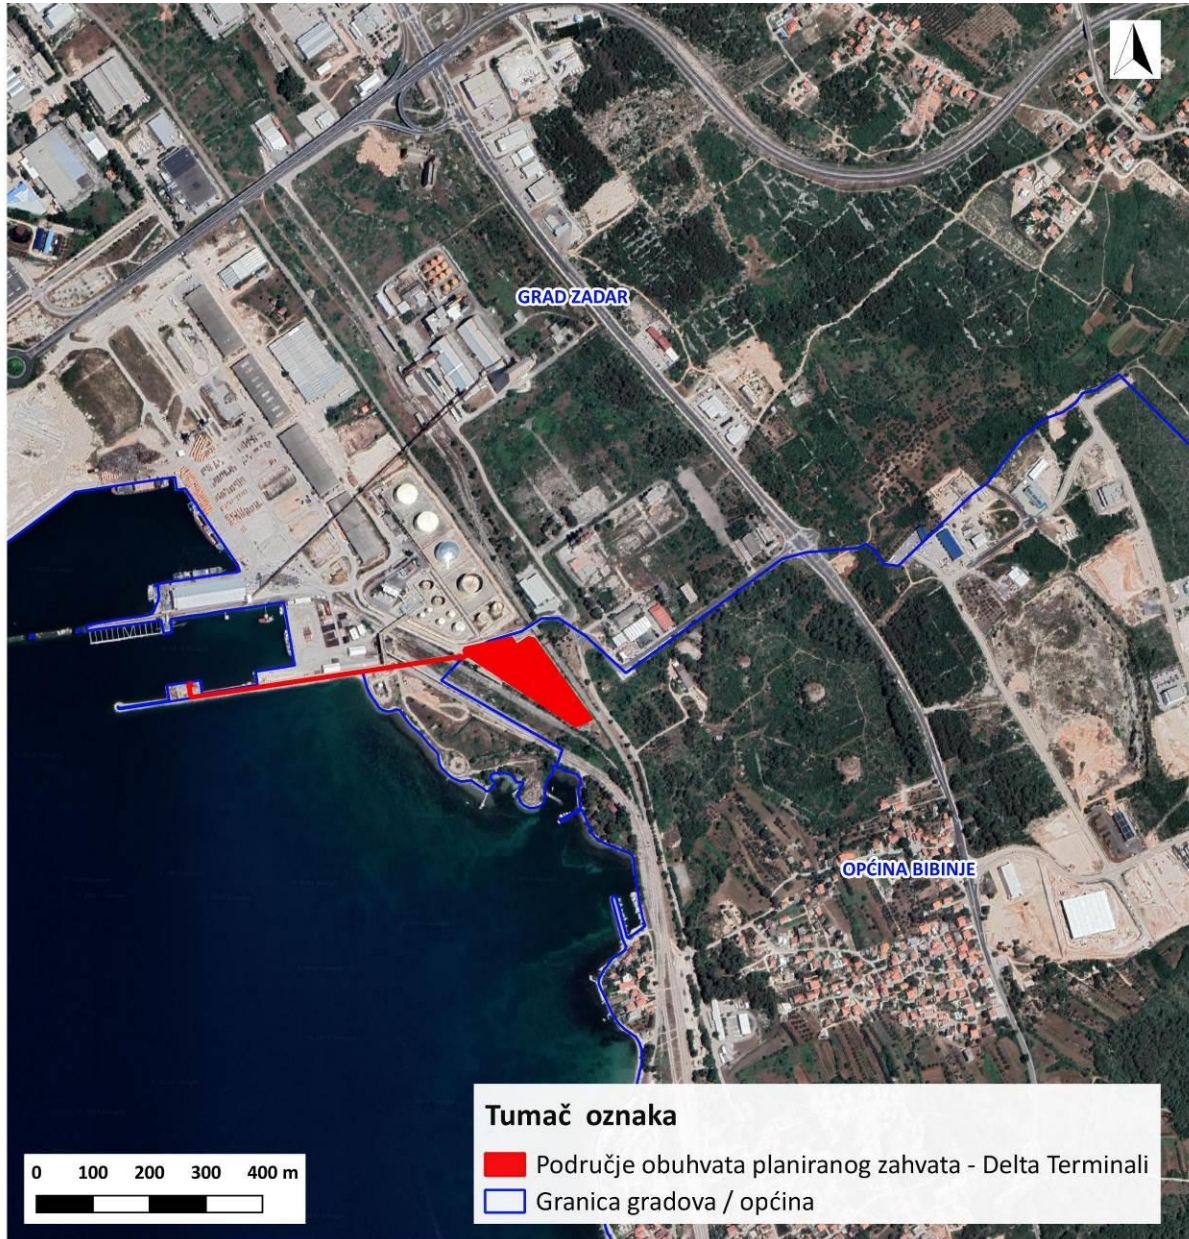 GRAD ZADAR
OPĆINA BIBINJE
Tumač oznaka
Područje obuhvata planiranog zahvata - Delta Terminali
Granica gradova / općina
0 100 200 300 400 m